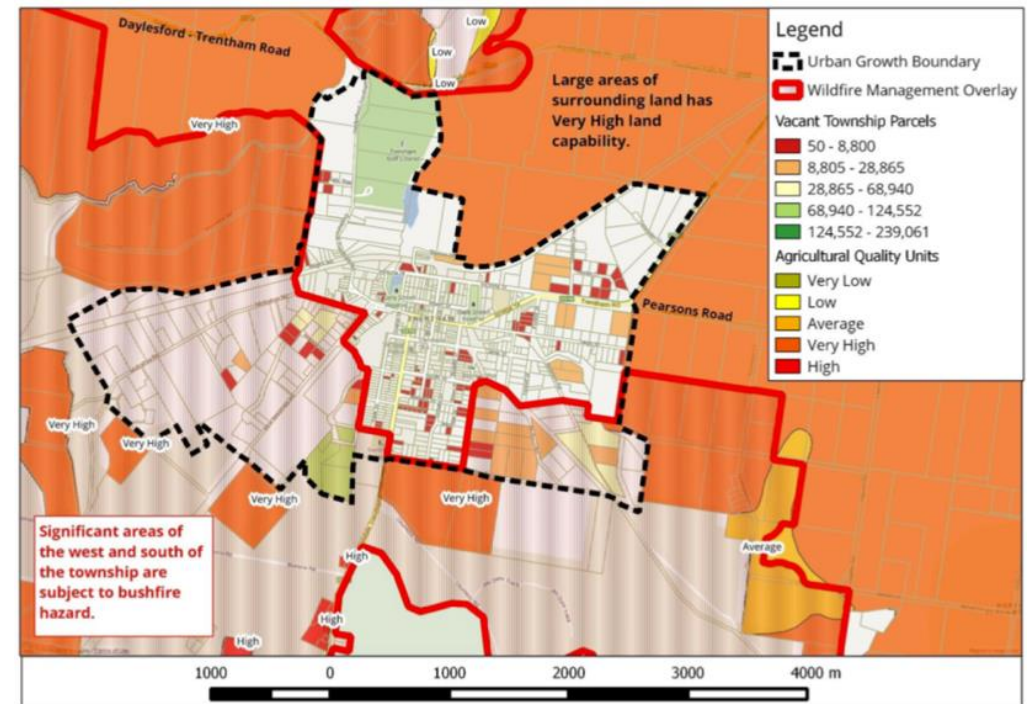 Daylesford - Trentham Road
Low
Low
Low
Very High
Large areas of
surrounding land has
Very High land
capability.
Legend
Urban Growth Boundary
Wildfire Management Overlay
Vacant Township Parcels
50 - 8,800
8,805 - 28,865
28,865 - 68,940
68,940 - 124,552
124,552 - 239,061
Agricultural Quality Units
Very Low
Low
Average
Very High
High
Pearsons Road
Very High
Very High
Very High
Very High
Average
Significant areas of
the west and south of
the township are
subject to bushfire
hazard.
High
High
High
1000 0 1000 2000 3000 4000 m